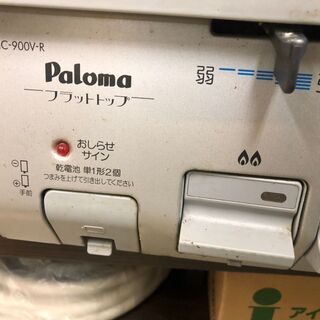 C-900V-R
Paloma
フラットトップ
弱
おしらせ
サイン
乾電池 単1形2個
つまみを上げて引き出してください
手前
アイ